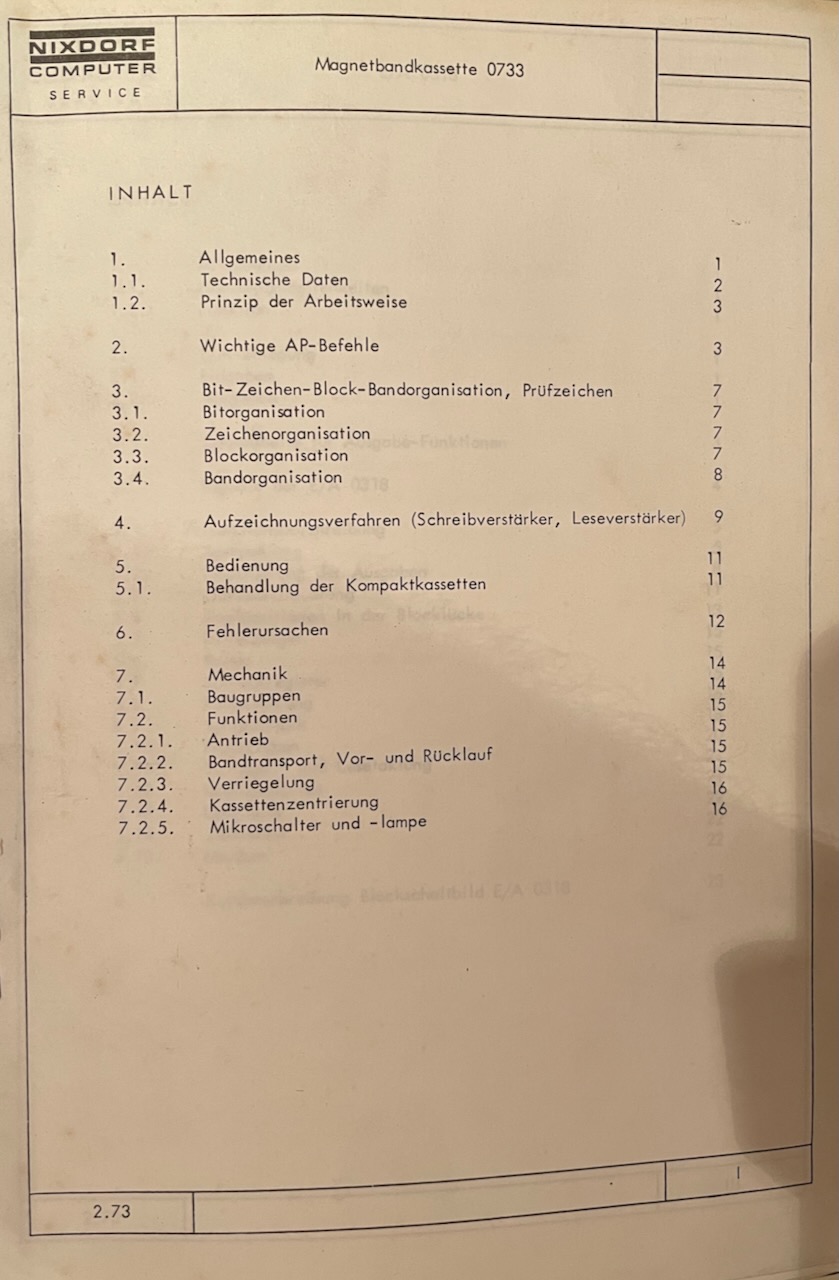 NIXDORF
COMPUTER
SERVICE
Magnetbandkassette 0733
INHALT
1. Allgemeines 1
1.1. Technische Daten 2
1.2. Prinzip der Arbeitsweise 3
2. Wichtige AP-Befehle 3
3. Bit-Zeichen-Block-Bandorganisation, Prüfzeichen 7
3.1. Bitorganisation 7
3.2. Zeichenorganisation 7
3.3. Blockorganisation 7
3.4. Bandorganisation 8
4. Aufzeichnungsverfahren (Schreibverstärker, Leseverstärker) 9
5. Bedienung 11
5.1. Behandlung der Kompaktkassetten 11
6. Fehlerursachen 12
7. Mechanik 14
7.1. Baugruppen 14
7.2. Funktionen 15
7.2.1. Antrieb 15
7.2.2. Bandtransport, Vor- und Rücklauf 15
7.2.3. Verriegelung 15
7.2.4. Kassettenzentrierung 16
7.2.5. Mikroschalter und -lampe 16
2.73
I